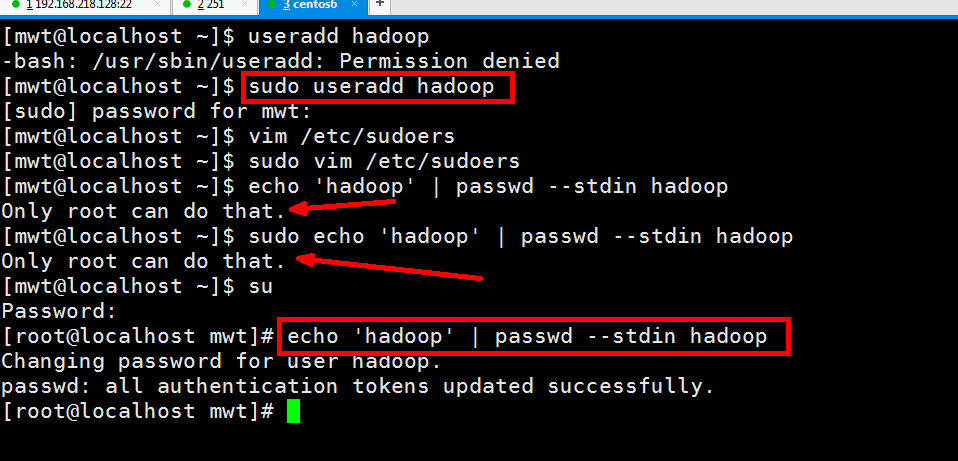 1 192.168.218.128:22 × 2 251 × 3 centos6 × +
[mwt@localhost ~]$ useradd hadoop
-bash: /usr/sbin/useradd: Permission denied
[mwt@localhost ~]$ sudo useradd hadoop
[sudo] password for mwt:
[mwt@localhost ~]$ vim /etc/sudoers
[mwt@localhost ~]$ sudo vim /etc/sudoers
[mwt@localhost ~]$ echo 'hadoop' | passwd --stdin hadoop
Only root can do that.
[mwt@localhost ~]$ sudo echo 'hadoop' | passwd --stdin hadoop
Only root can do that.
[mwt@localhost ~]$ su
Password:
[root@localhost mwt]# echo 'hadoop' | passwd --stdin hadoop
Changing password for user hadoop.
passwd: all authentication tokens updated successfully.
[root@localhost mwt]#